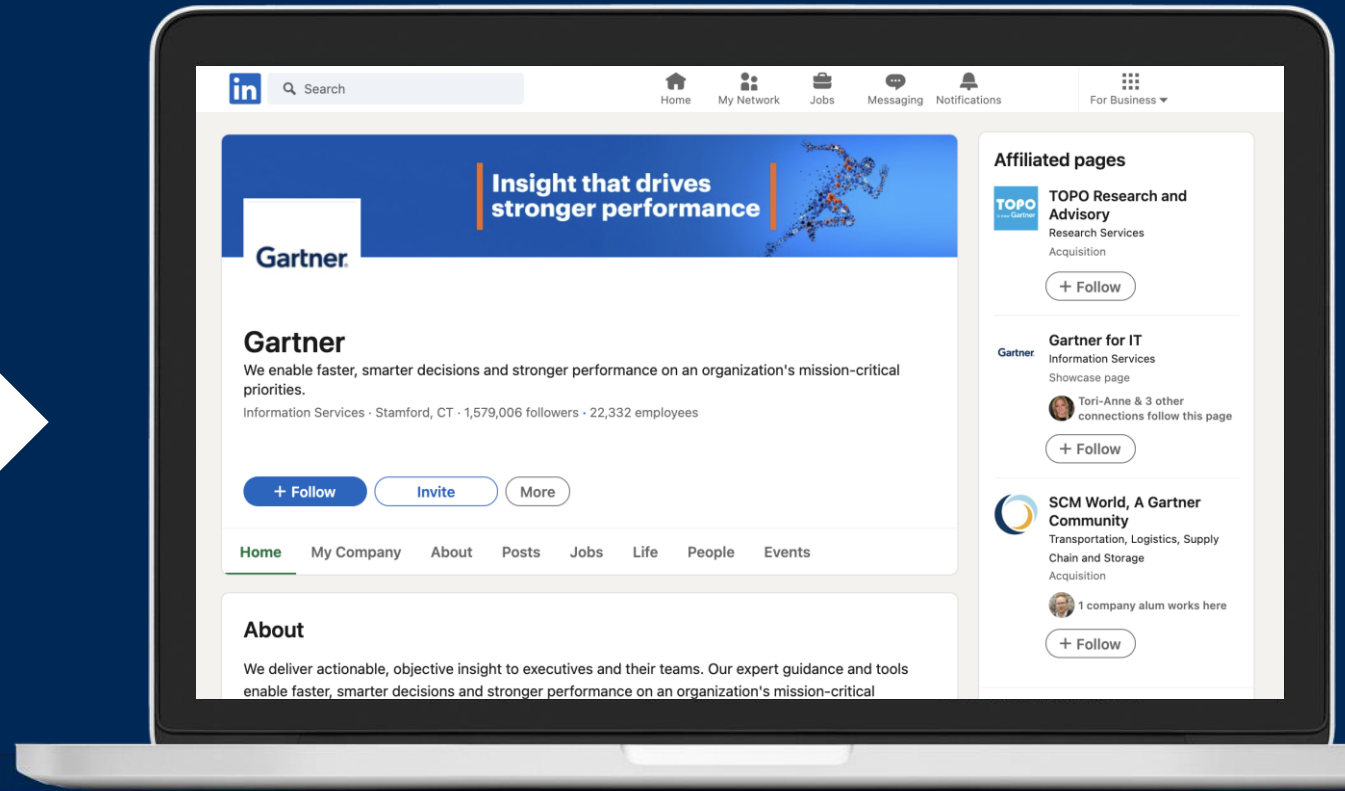 in
Search
Home
My Network
Jobs
Messaging
Notifications
For Business
Insight that drives
stronger performance
Gartner
Gartner
We enable faster, smarter decisions and stronger performance on an organization's mission-critical
priorities.
Information Services · Stamford, CT · 1,579,006 followers · 22,332 employees
+ Follow
Invite
More
Home
My Company
About
Posts
Jobs
Life
People
Events
About
We deliver actionable, objective insight to executives and their teams. Our expert guidance and tools
enable faster, smarter decisions and stronger performance on an organization's mission-critical
Affiliated pages
TOPO
Gartner
TOPO Research and
Advisory
Research Services
Acquisition
+ Follow
Gartner
Gartner for IT
Information Services
Showcase page
Tori-Anne & 3 other
connections follow this page
+ Follow
SCM World, A Gartner
Community
Transportation, Logistics, Supply
Chain and Storage
Acquisition
1 company alum works here
+ Follow